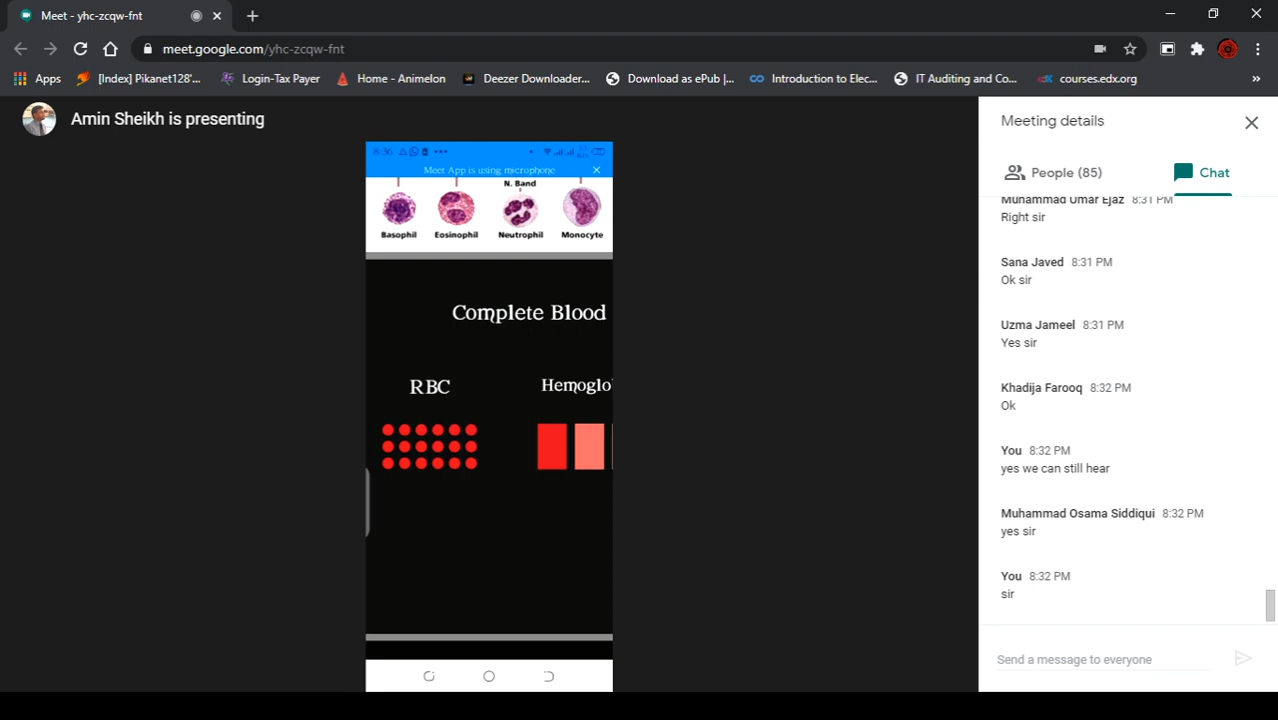 Meet - yhc-zcqw-fnt
meet.google.com/yhc-zcqw-fnt
Apps
[Index] Pikanet128'...
Login-Tax Payer
Home - Animelon
Deezer Downloader...
Download as ePub |...
Introduction to Elec...
IT Auditing and Co...
courses.edx.org
»
Amin Sheikh is presenting
8:36
Meet App is using microphone
N. Band
Basophil Eosinophil Neutrophil Monocyte
Complete Blood
RBC
Hemoglo
Meeting details
People (85)
Chat
Muhammad Umar Ejaz 8:31 PM
Right sir
Sana Javed 8:31 PM
Ok sir
Uzma Jameel 8:31 PM
Yes sir
Khadija Farooq 8:32 PM
Ok
You 8:32 PM
yes we can still hear
Muhammad Osama Siddiqui 8:32 PM
yes sir
You 8:32 PM
sir
Send a message to everyone